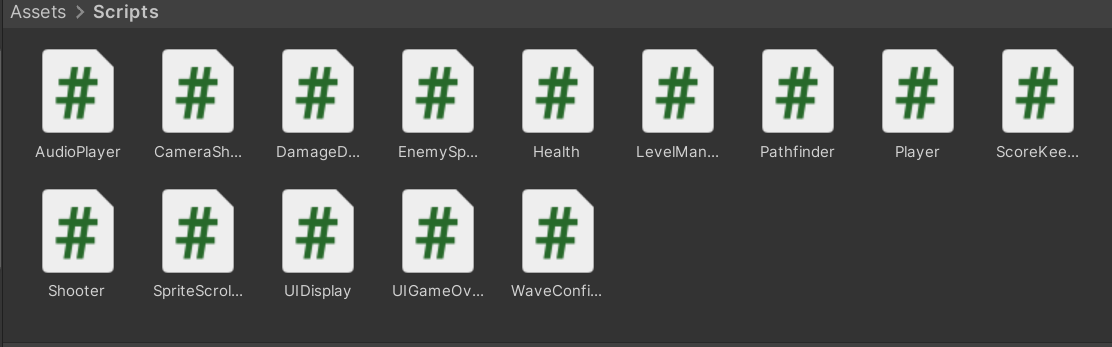 Assets > Scripts
AudioPlayer CameraSh... DamageD... EnemySp... Health LevelMan... Pathfinder Player ScoreKee...
Shooter SpriteScrol... UIDisplay UIGameOv... WaveConfi...